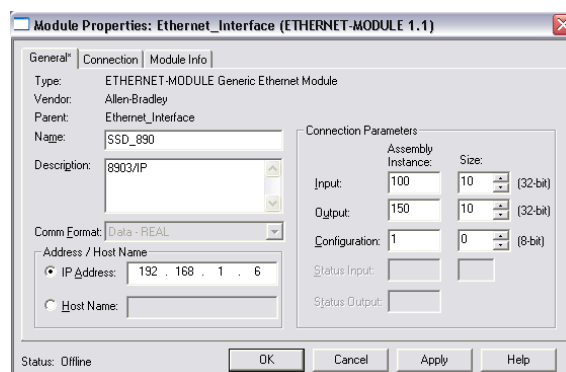 Module Properties: Ethernet_Interface (ETHERNET-MODULE 1.1)
General* Connection Module Info
Type: ETHERNET-MODULE Generic Ethernet Module
Vendor: Allen-Bradley
Parent: Ethernet_Interface
Name: SSD_890
Description: 8903/IP
Comm Format: Data - REAL
Address / Host Name
IP Address: 192 . 168 . 1 . 6
Host Name:
Connection Parameters
Assembly Instance: Size:
Input: 100 10 (32-bit)
Output: 150 10 (32-bit)
Configuration: 1 0 (8-bit)
Status Input:
Status Output:
Status: Offline OK Cancel Apply Help